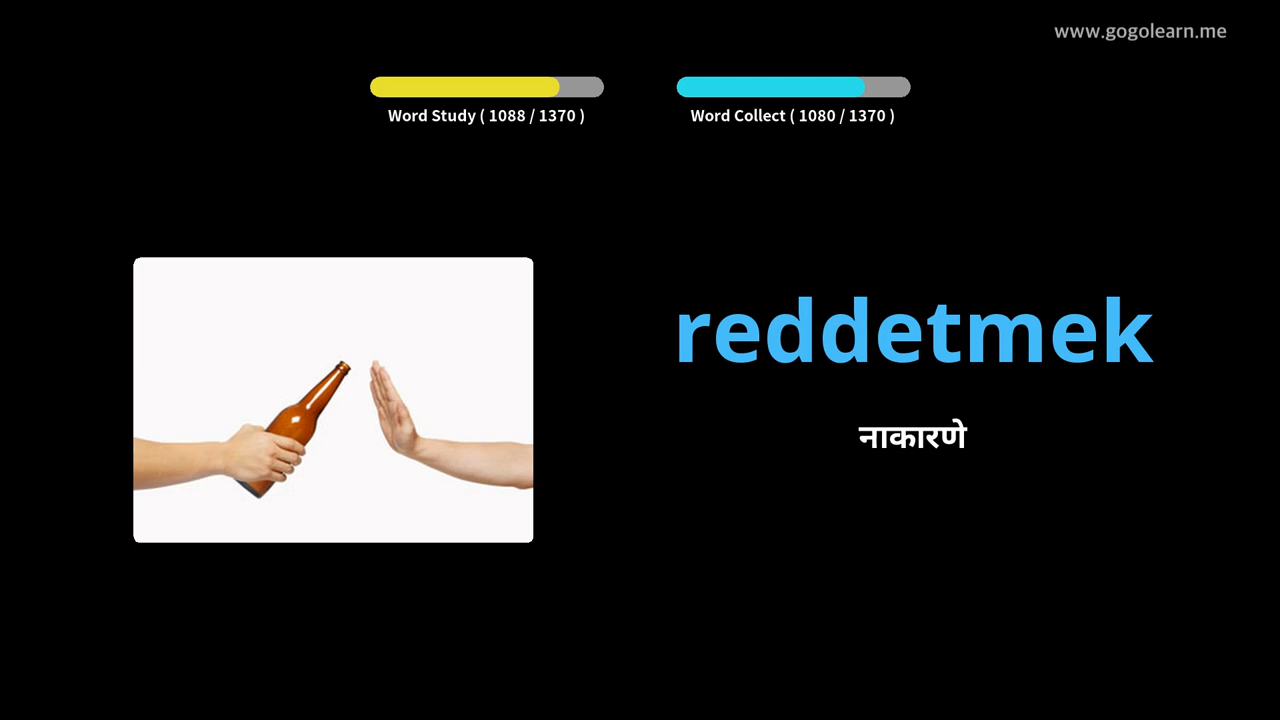 www.gogolearn.me
Word Study ( 1088 / 1370 )
Word Collect ( 1080 / 1370 )
reddetmek
नाकारणे